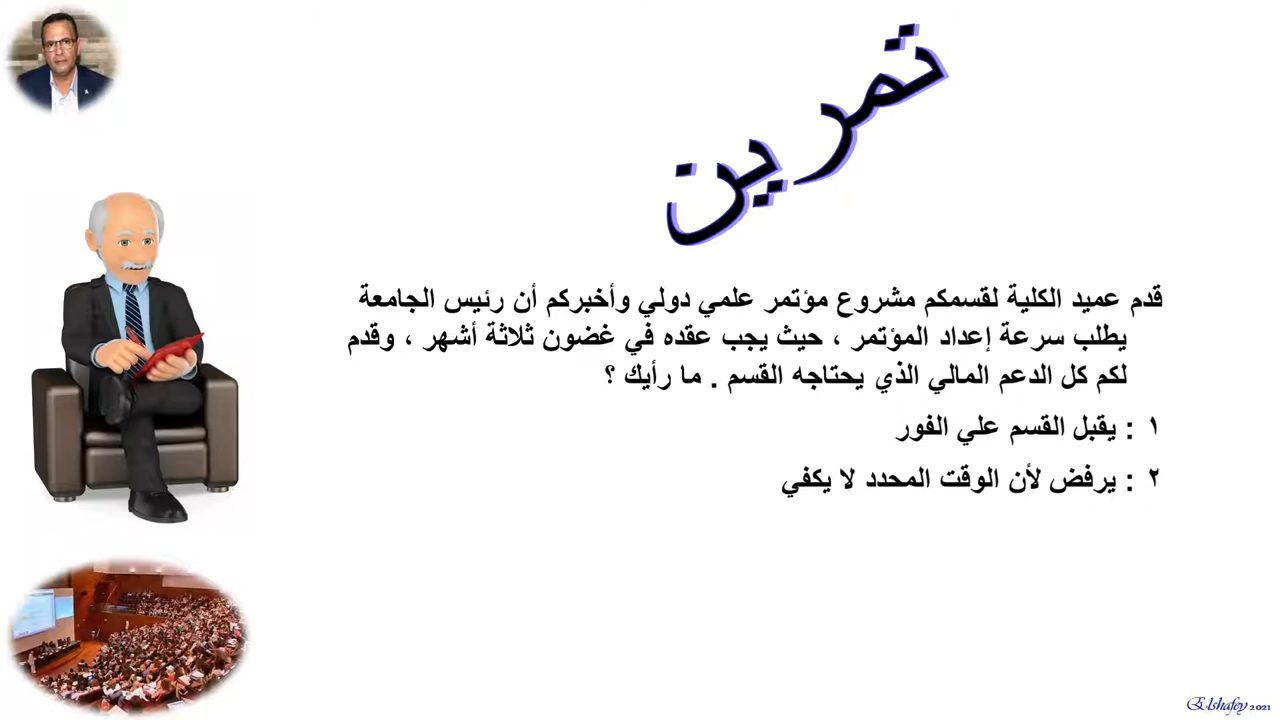 تمرين
قدم عميد الكلية لقسمكم مشروع مؤتمر علمي دولي وأخبركم أن رئيس الجامعة
يطلب سرعة إعداد المؤتمر ، حيث يجب عقده في غضون ثلاثة أشهر ، وقدم
لكم كل الدعم المالي الذي يحتاجه القسم . ما رأيك ؟
١ : يقبل القسم علي الفور
٢ : يرفض لأن الوقت المحدد لا يكفي
Elshafey 2021